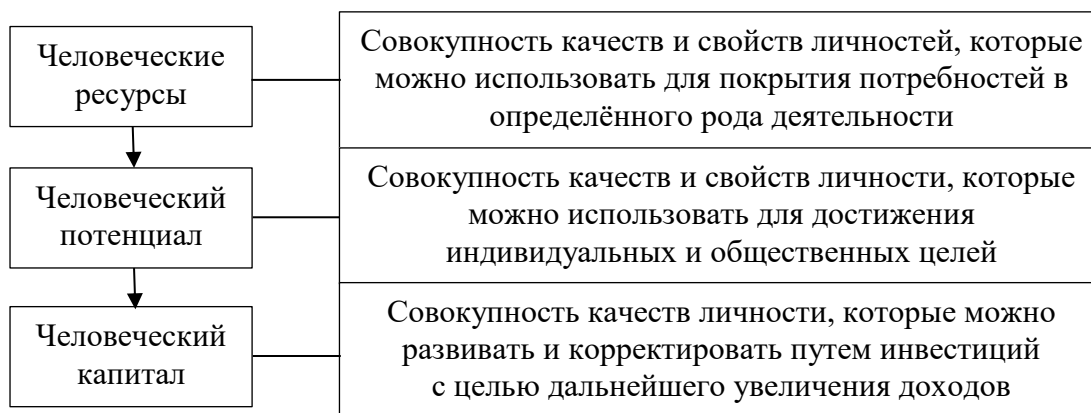 Человеческие
ресурсы
Совокупность качеств и свойств личностей, которые
можно использовать для покрытия потребностей в
определённого рода деятельности
Человеческий
потенциал
Совокупность качеств и свойств личности, которые
можно использовать для достижения
индивидуальных и общественных целей
Человеческий
капитал
Совокупность качеств личности, которые можно
развивать и корректировать путем инвестиций
с целью дальнейшего увеличения доходов